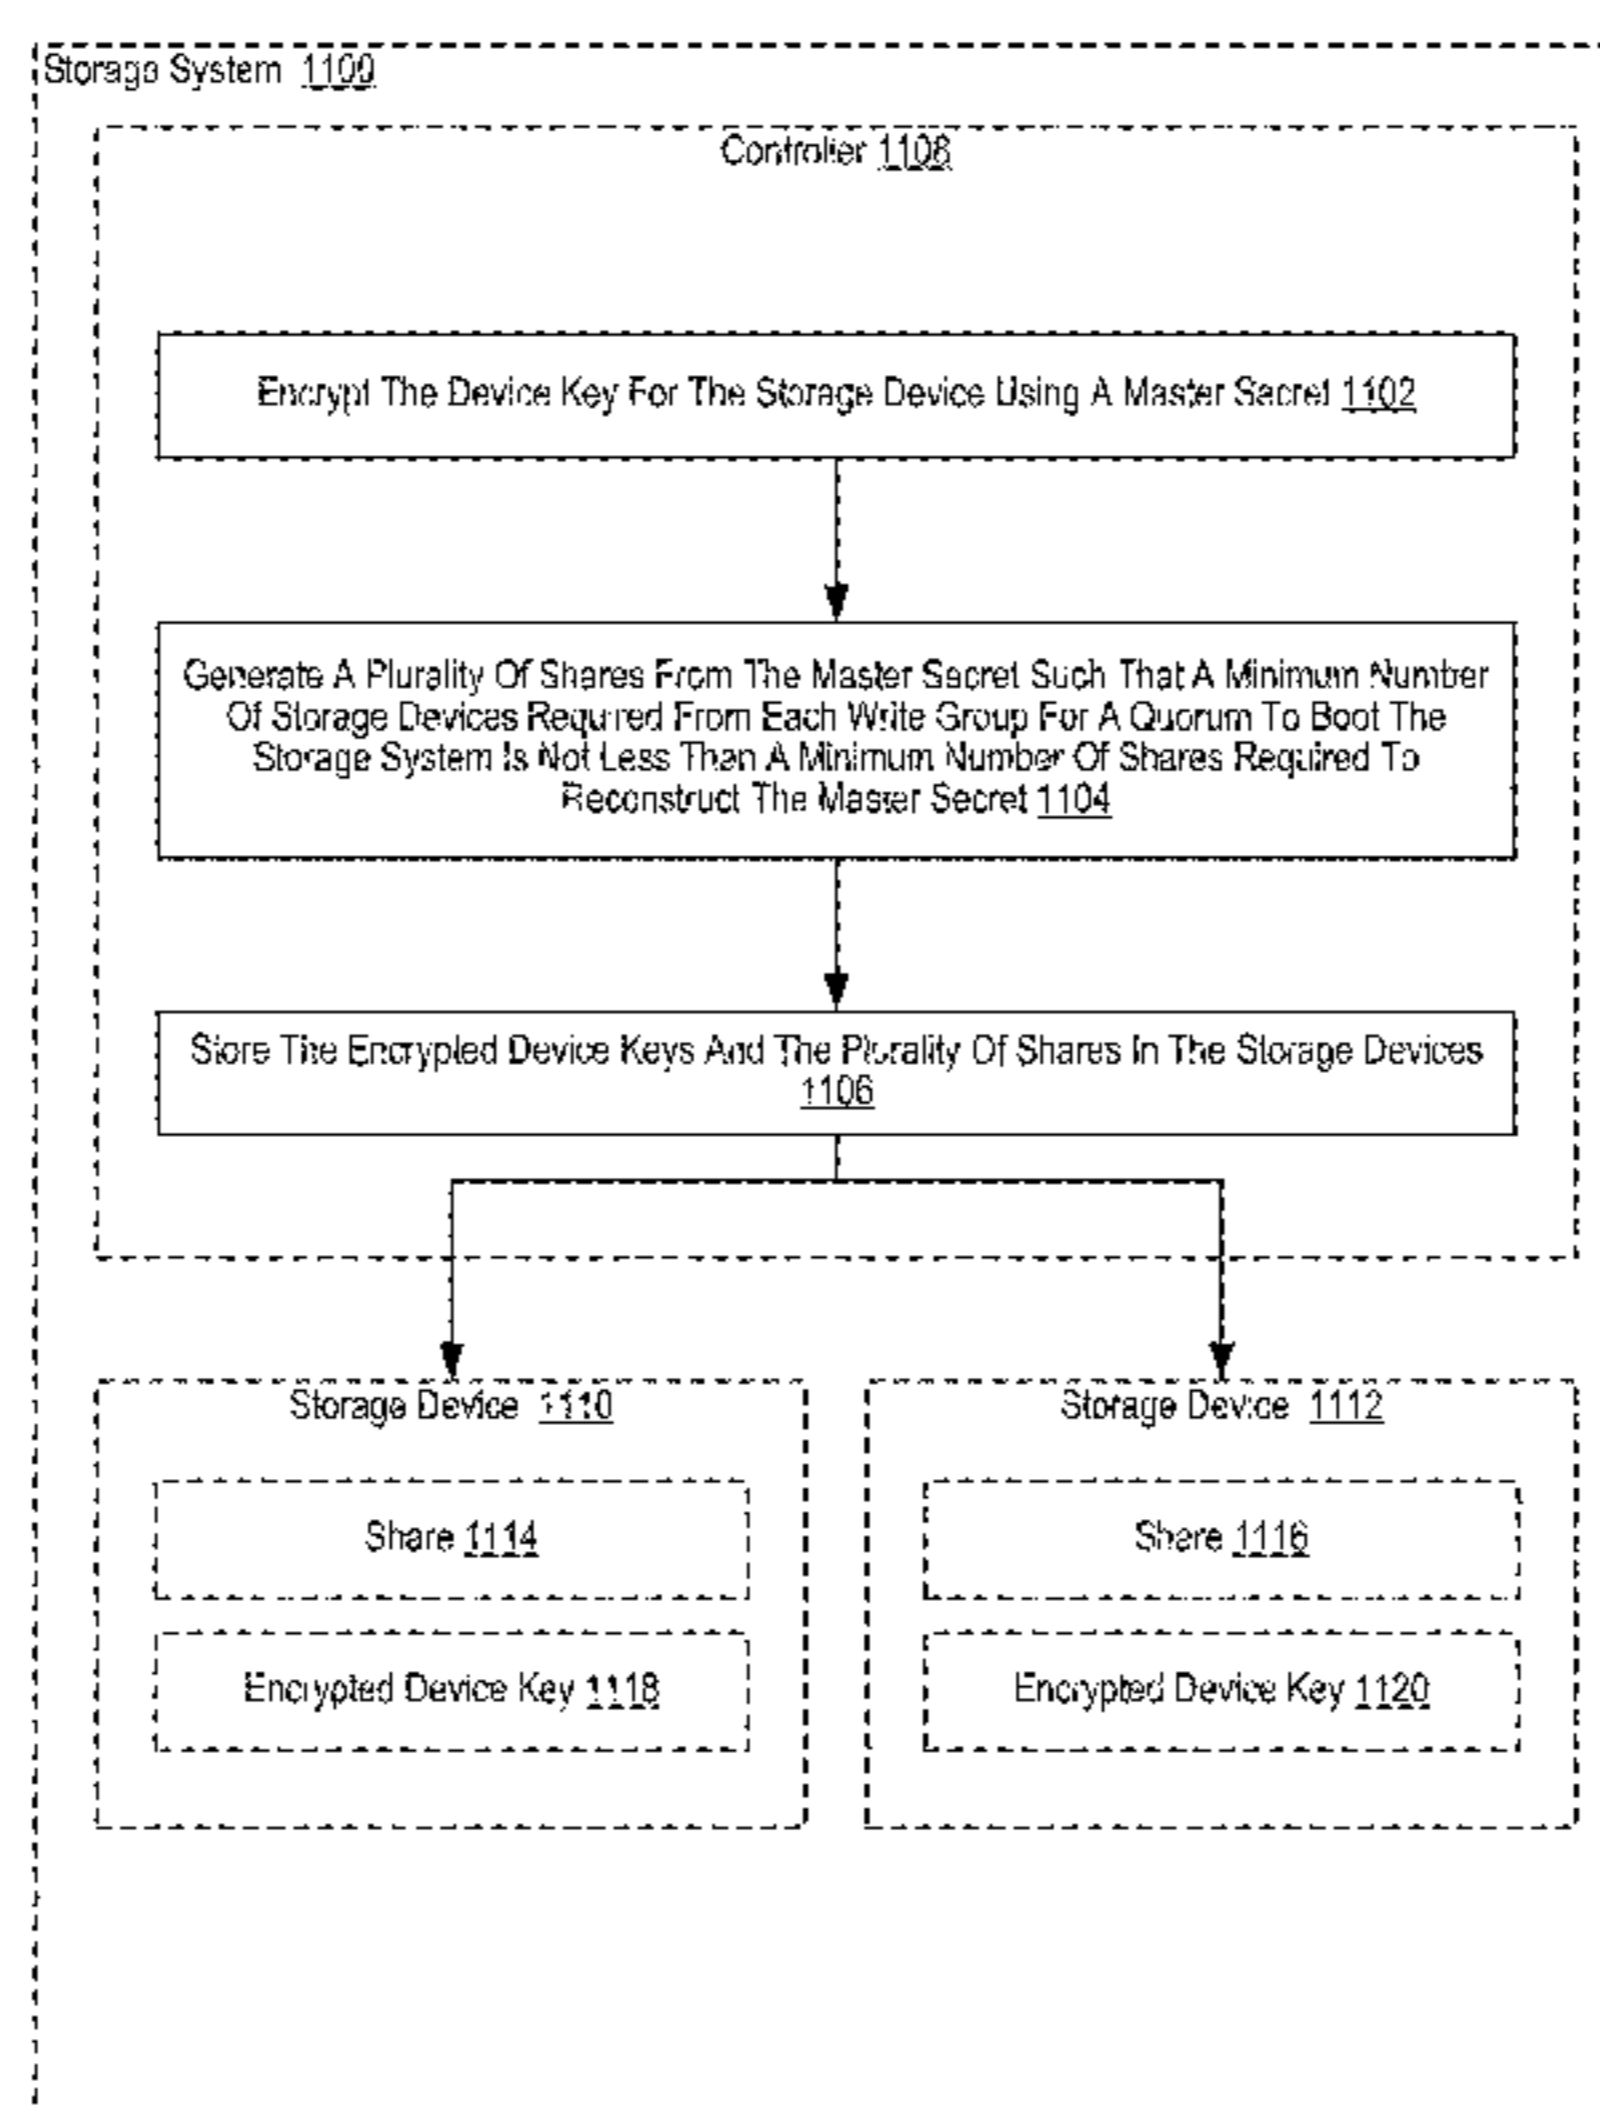 Storage System 1100
Controller 1108
Encrypt The Device Key For The Storage Device Using A Master Secret 1102
Generate A Plurality Of Shares From The Master Secret Such That A Minimum Number
Of Storage Devices Required From Each Write Group For A Quorum To Boot The
Storage System Is Not Less Than A Minimum Number Of Shares Required To
Reconstruct The Master Secret 1104
Store The Encrypted Device Keys And The Plurality Of Shares In The Storage Devices
1106
Storage Device 1110
Storage Device 1112
Share 1114
Share 1116
Encrypted Device Key 1118
Encrypted Device Key 1120